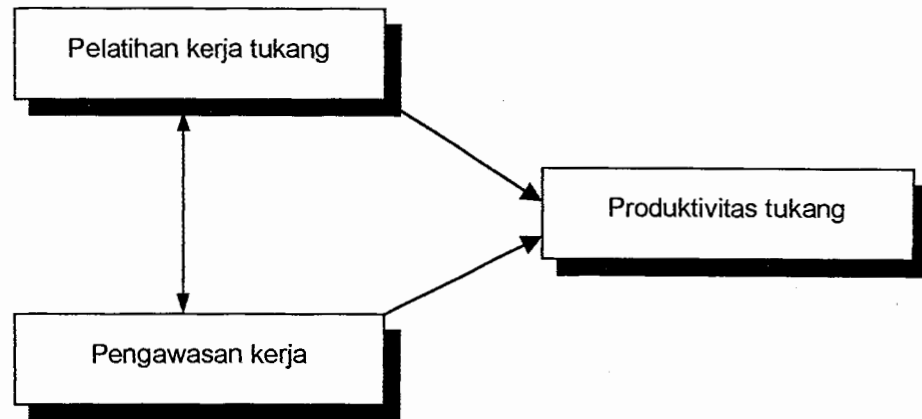 Pelatihan kerja tukang
Produktivitas tukang
Pengawasan kerja